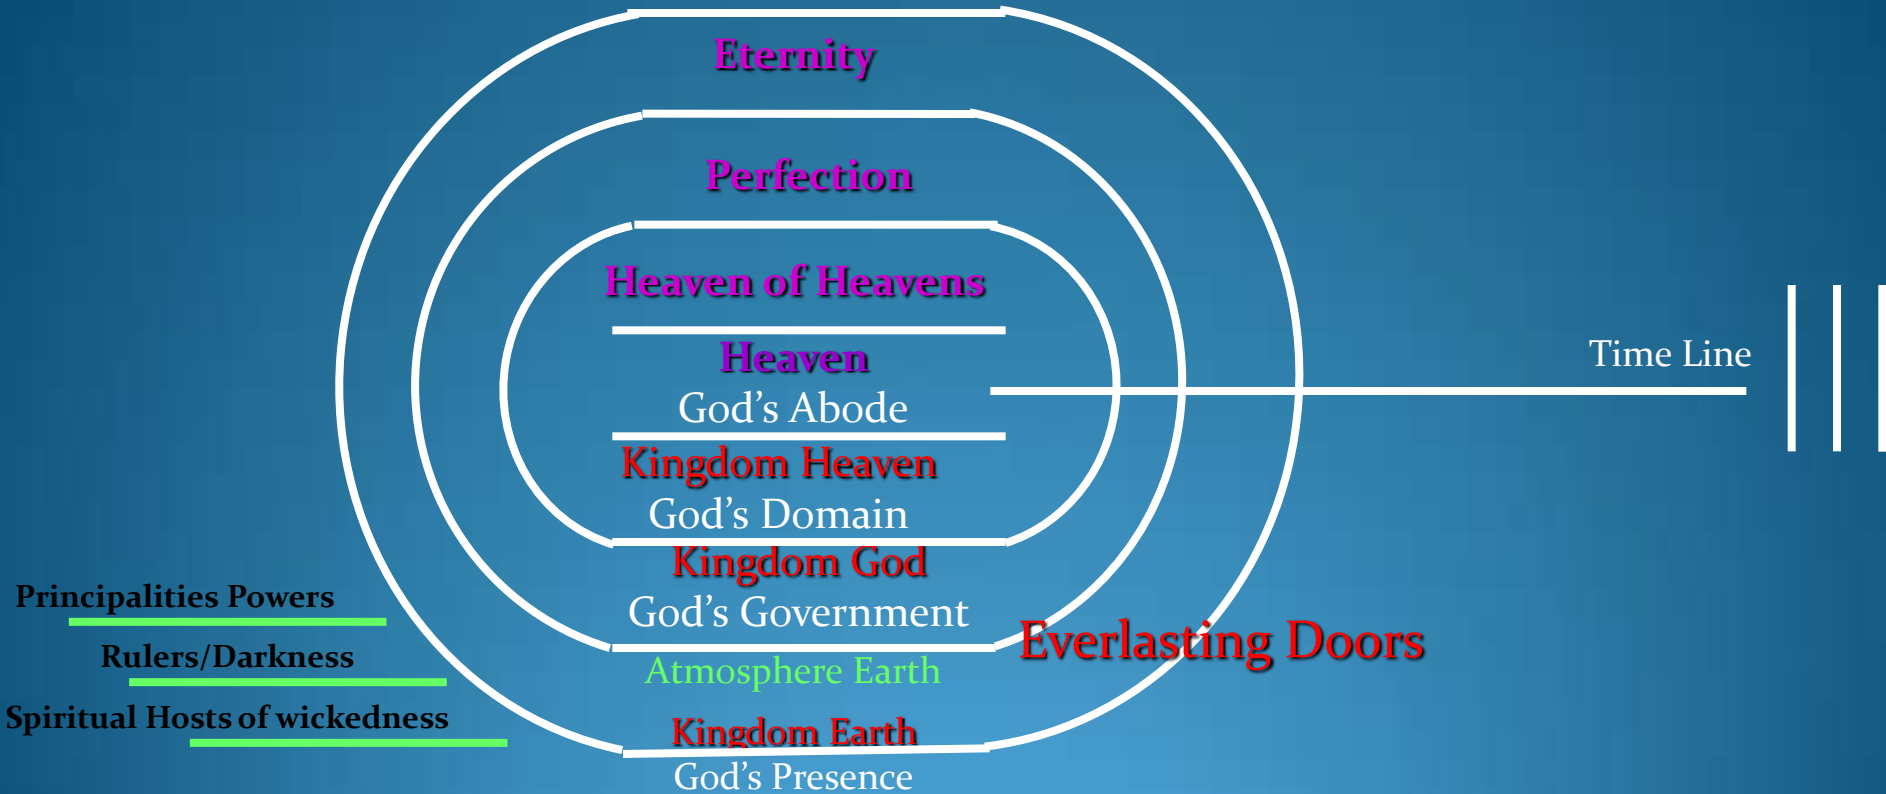 Eternity
Perfection
Heaven of Heavens
Heaven
God's Abode
Time Line
Kingdom Heaven
God's Domain
Kingdom God
God's Government
Everlasting Doors
Atmosphere Earth
Kingdom Earth
God's Presence
Principalities Powers
Rulers/Darkness
Spiritual Hosts of wickedness